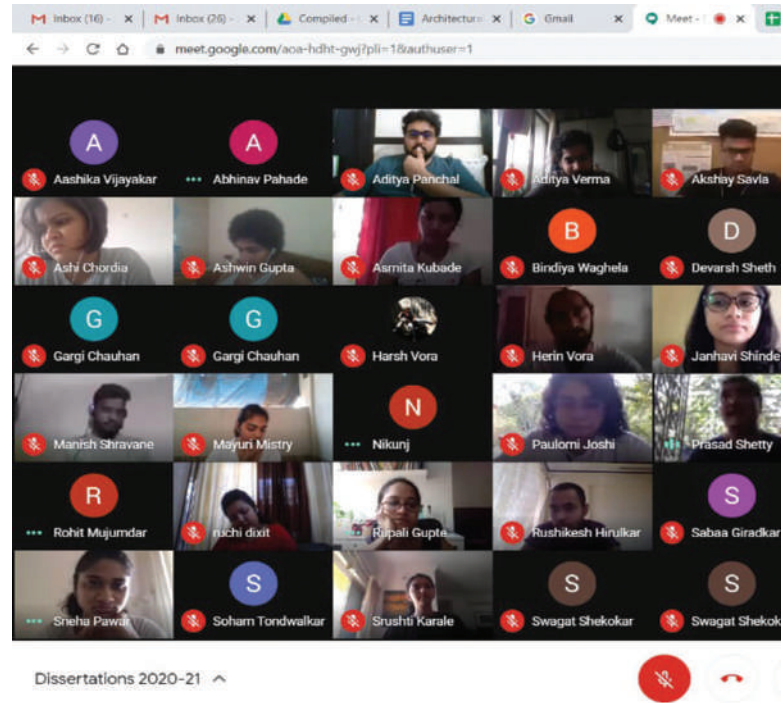 Inbox (16) - Inbox (26) - Compiled - Architecture Gmail Meet -
meet.google.com/aoa-hdht-gwj?pli=1&authuser=1
A A
Aashika Vijayakar Abhinav Pahade Aditya Panchal Aditya Verma Akshay Savla
B D
Ashi Chordia Ashwin Gupta Asmita Kubade Bindiya Waghela Devarsh Sheth
G G
Gargi Chauhan Gargi Chauhan Harsh Vora Herin Vora Janhavi Shinde
N
Manish Shravane Mayuri Mistry Nikunj Paulomi Joshi Prasad Shetty
R S
Rohit Mujumdar ruchi dixit Rupali Gupte Rushikesh Hirulkar Sabaa Giradkar
S S S
Sneha Pawar Soham Tondwalkar Srushti Karale Swagat Shekokar Swagat Shekok
Dissertations 2020-21